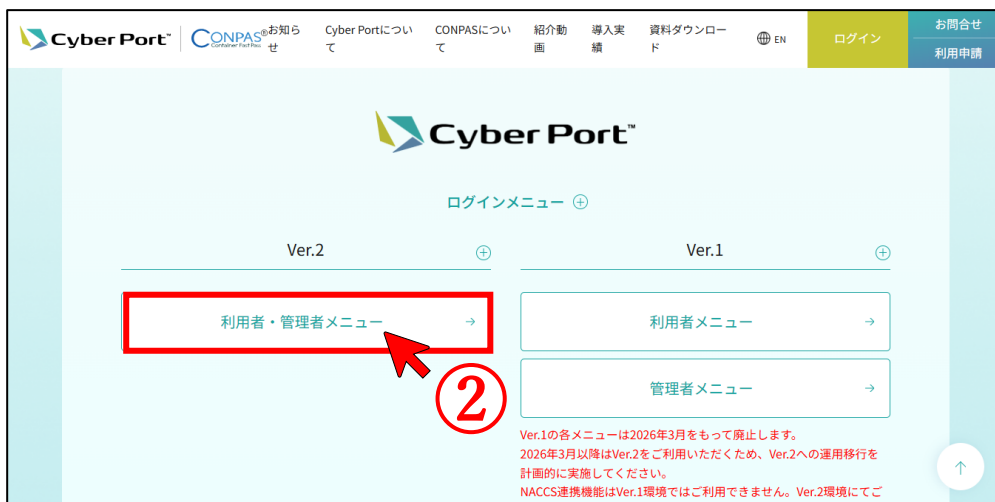 Cyber Port™
CONPAS®
Container Fast Pass
お知ら
せ
Cyber Portについ
て
CONPASについ
て
紹介動
画
導入実
績
資料ダウンロー
ド
EN
ログイン
お問合せ
利用申請
Cyber Port™
ログインメニュー
Ver.2
利用者・管理者メニュー
②
Ver.1
利用者メニュー
管理者メニュー
Ver.1の各メニューは2026年3月をもって廃止します。
2026年3月以降はVer.2をご利用いただくため、Ver.2への運用移行を
計画的に実施してください。
NACCS連携機能はVer.1環境ではご利用できません。Ver.2環境にてご